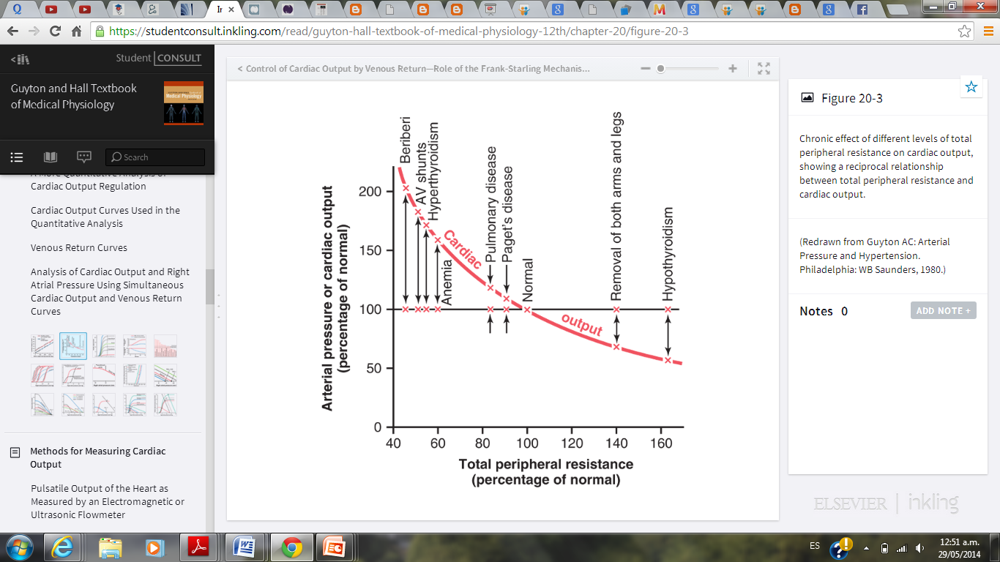 https://studentconsult.inkling.com/read/guyton-hall-textbook-of-medical-physiology-12th/chapter-20/figure-20-3
Student CONSULT
Guyton and Hall Textbook
of Medical Physiology
Search
Cardiac Output Regulation
Cardiac Output Curves Used in the
Quantitative Analysis
Venous Return Curves
Analysis of Cardiac Output and Right
Atrial Pressure Using Simultaneous
Cardiac Output and Venous Return
Curves
Methods for Measuring Cardiac
Output
Pulsatile Output of the Heart as
Measured by an Electromagnetic or
Ultrasonic Flowmeter
< Control of Cardiac Output by Venous Return—Role of the Frank-Starling Mechanis...
Arterial pressure or cardiac output
(percentage of normal)
200
150
100
50
0
Beriberi
AV shunts
Hyperthyroidism
Anemia
Cardiac
Pulmonary disease
Paget's disease
Normal
output
Removal of both arms and legs
Hypothyroidism
40 60 80 100 120 140 160
Total peripheral resistance
(percentage of normal)
Figure 20-3
Chronic effect of different levels of total
peripheral resistance on cardiac output,
showing a reciprocal relationship
between total peripheral resistance and
cardiac output.
(Redrawn from Guyton AC: Arterial
Pressure and Hypertension.
Philadelphia: WB Saunders, 1980.)
Notes 0
ADD NOTE +
ELSEVIER | inkling
ES
12:51 a.m.
29/05/2014